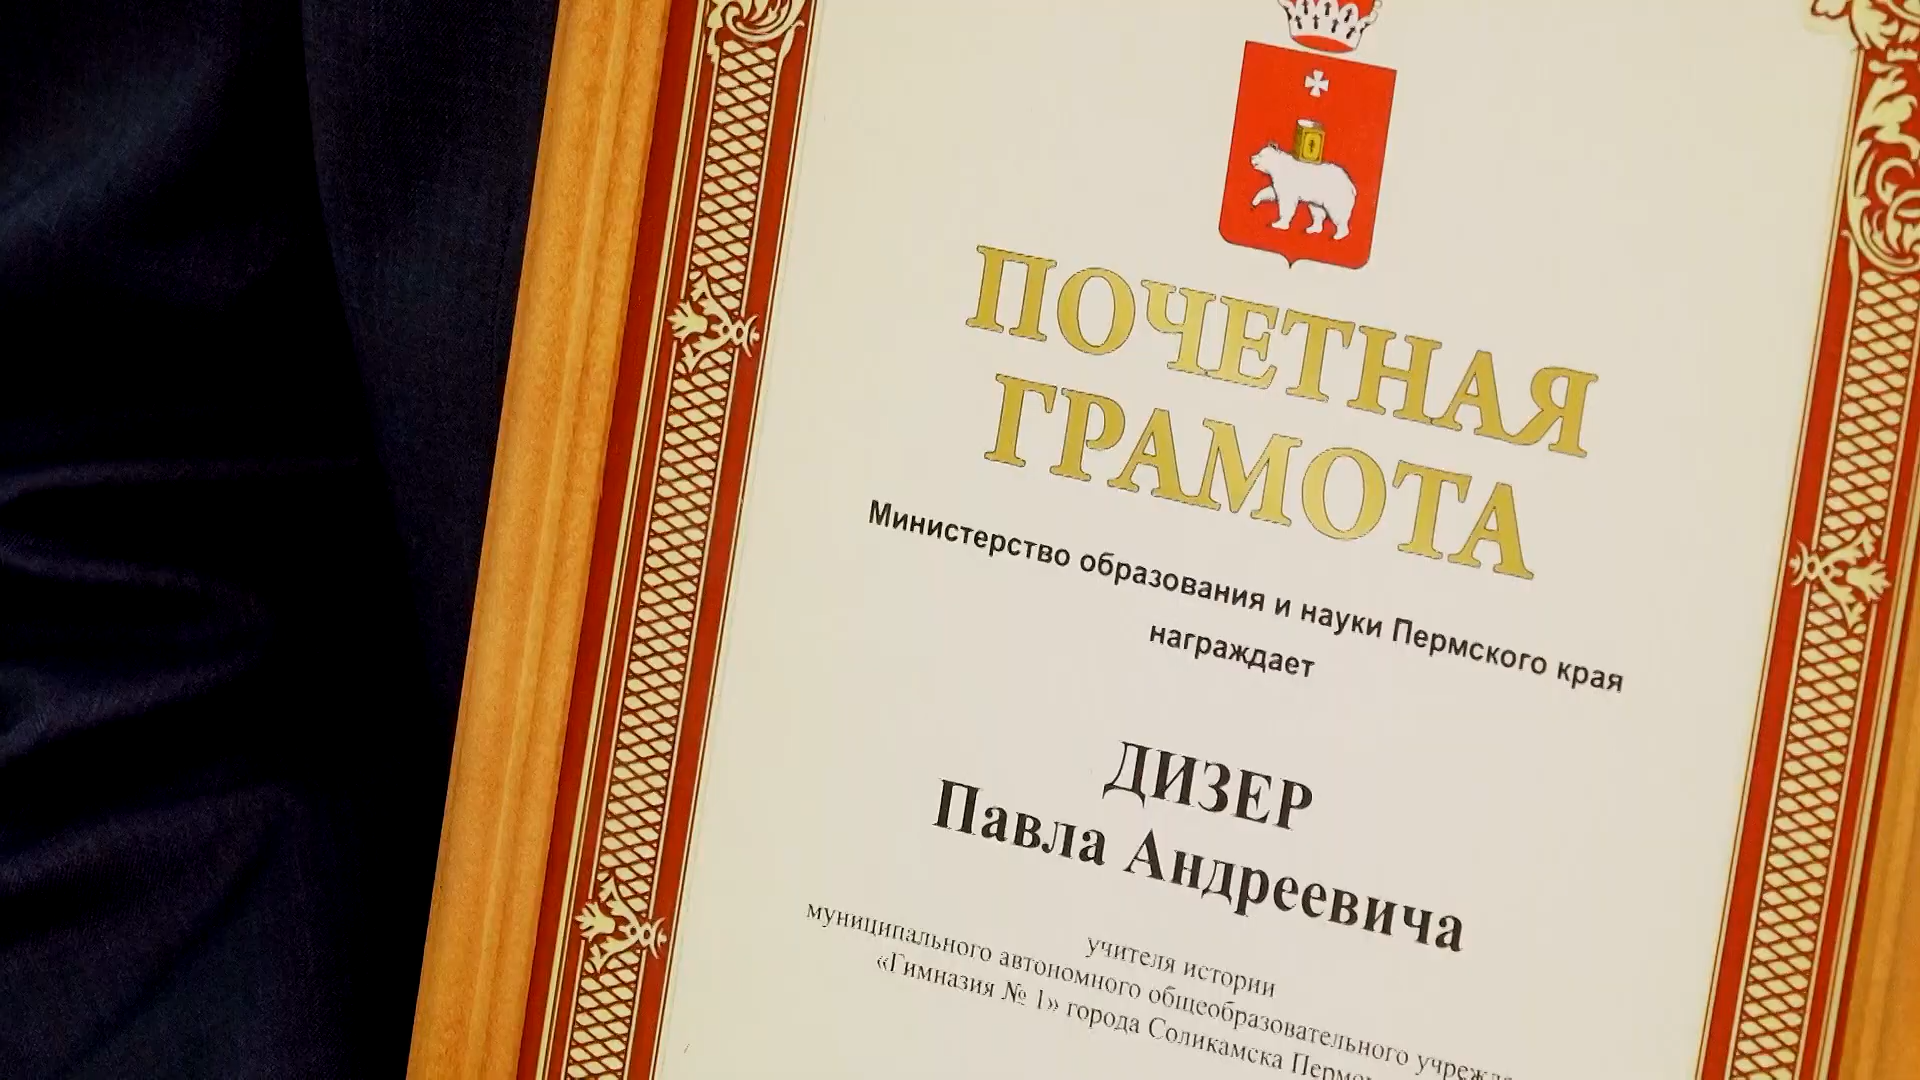 ПОЧЕТНАЯ
ГРАМОТА
Министерство образования и науки Пермского края
награждает
ДИЗЕР
Павла Андреевича
учителя истории
муниципального автономного общеобразовательного
«Гимназия № 1» города Соликамска